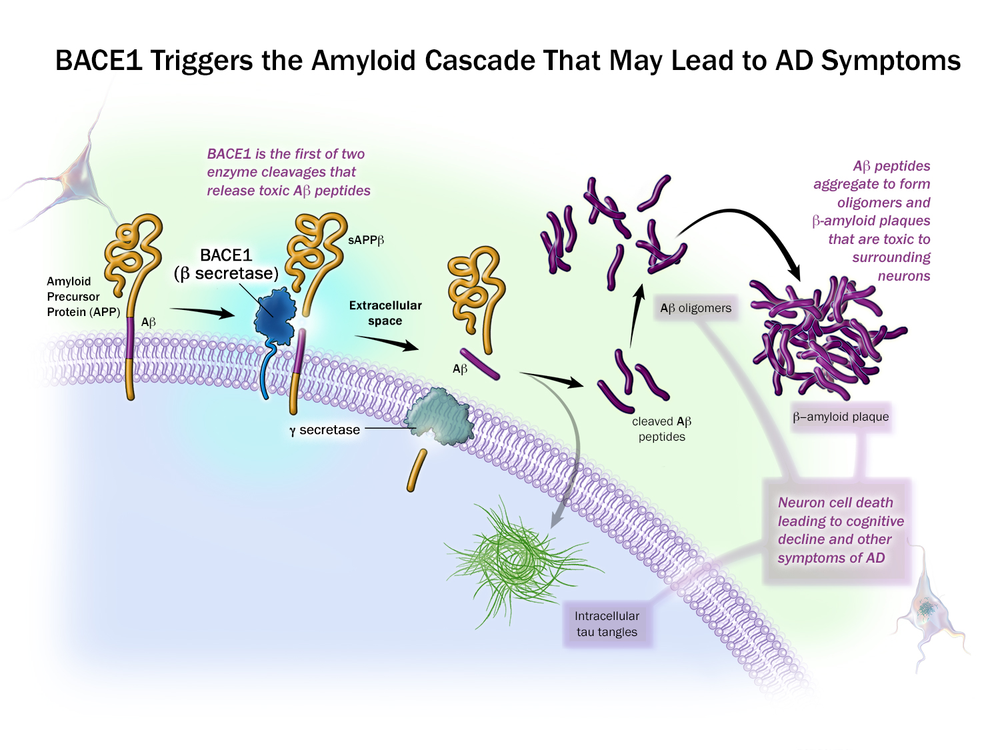 BACE1 Triggers the Amyloid Cascade That May Lead to AD Symptoms
BACE1 is the first of two
enzyme cleavages that
release toxic Aβ peptides
Aβ peptides
aggregate to form
oligomers and
β-amyloid plaques
that are toxic to
surrounding
neurons
sAPPβ
BACE1
(β secretase)
Amyloid
Precursor
Protein (APP)
Aβ
Extracellular
space
Aβ oligomers
Aβ
cleaved Aβ
peptides
β–amyloid plaque
γ secretase
Neuron cell death
leading to cognitive
decline and other
symptoms of AD
Intracellular
tau tangles